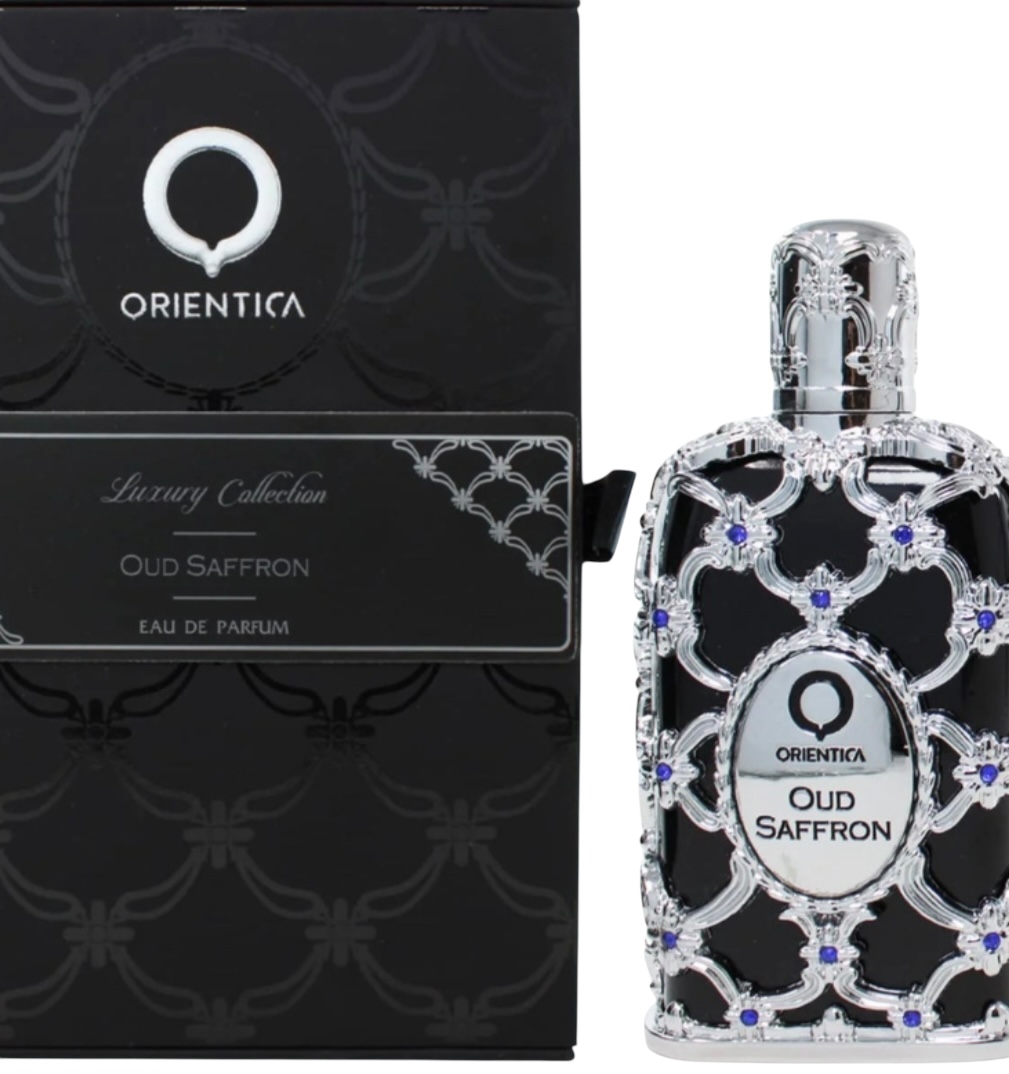 ORIENTICA
Luxury Collection
OUD SAFFRON
EAU DE PARFUM
ORIENTICA
OUD
SAFFRON